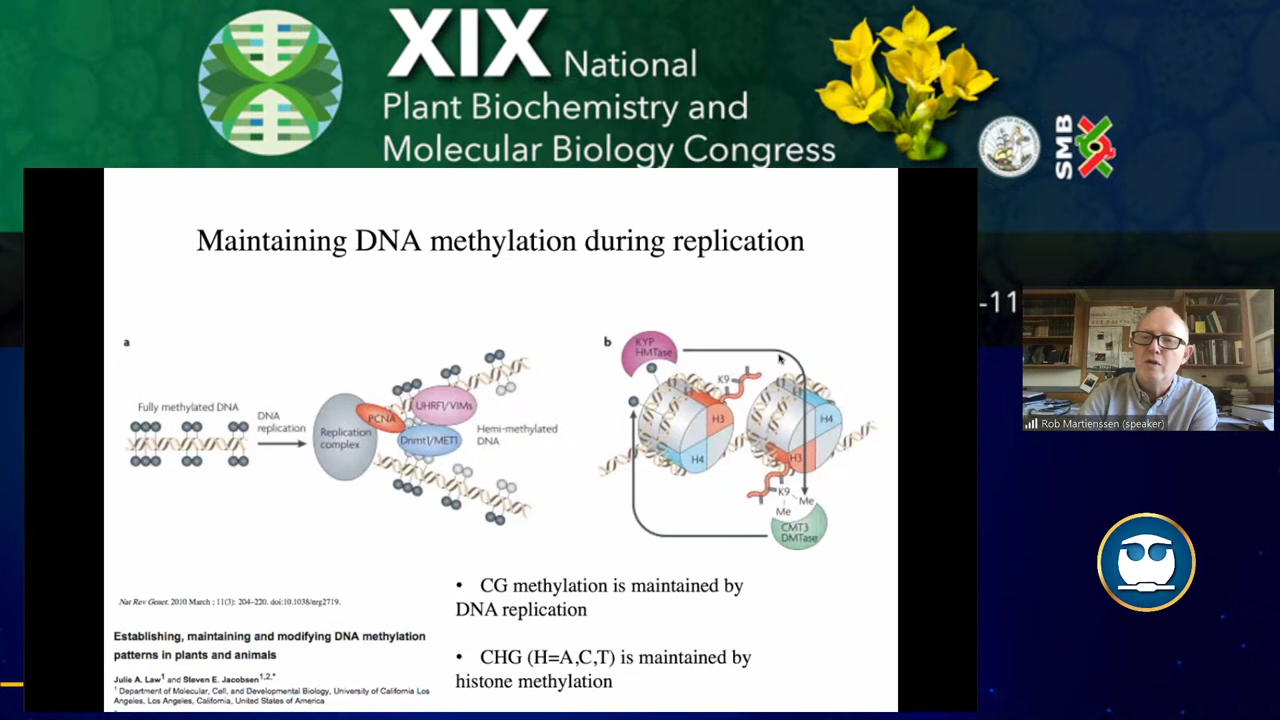 XIX National
Plant Biochemistry and
Molecular Biology Congress
SMB
-11
Maintaining DNA methylation during replication
a
Fully methylated DNA
DNA
replication
Replication
complex
PCNA
UHRF1/VIMs
Dnmt1/MET1
Hemi-methylated
DNA
b
KYP
HMTase
K9
H3
H4
H4
H3
K9
Me
Me
CMT3
DMTase
• CG methylation is maintained by
DNA replication
• CHG (H=A,C,T) is maintained by
histone methylation
Nat Rev Genet. 2010 March ; 11(3): 204–220. doi:10.1038/nrg2719.
Establishing, maintaining and modifying DNA methylation
patterns in plants and animals
Julie A. Law1 and Steven E. Jacobsen1,2,*
1 Department of Molecular, Cell, and Developmental Biology, University of California Los
Angeles, Los Angeles, California, United States of America
Rob Martienssen (speaker)